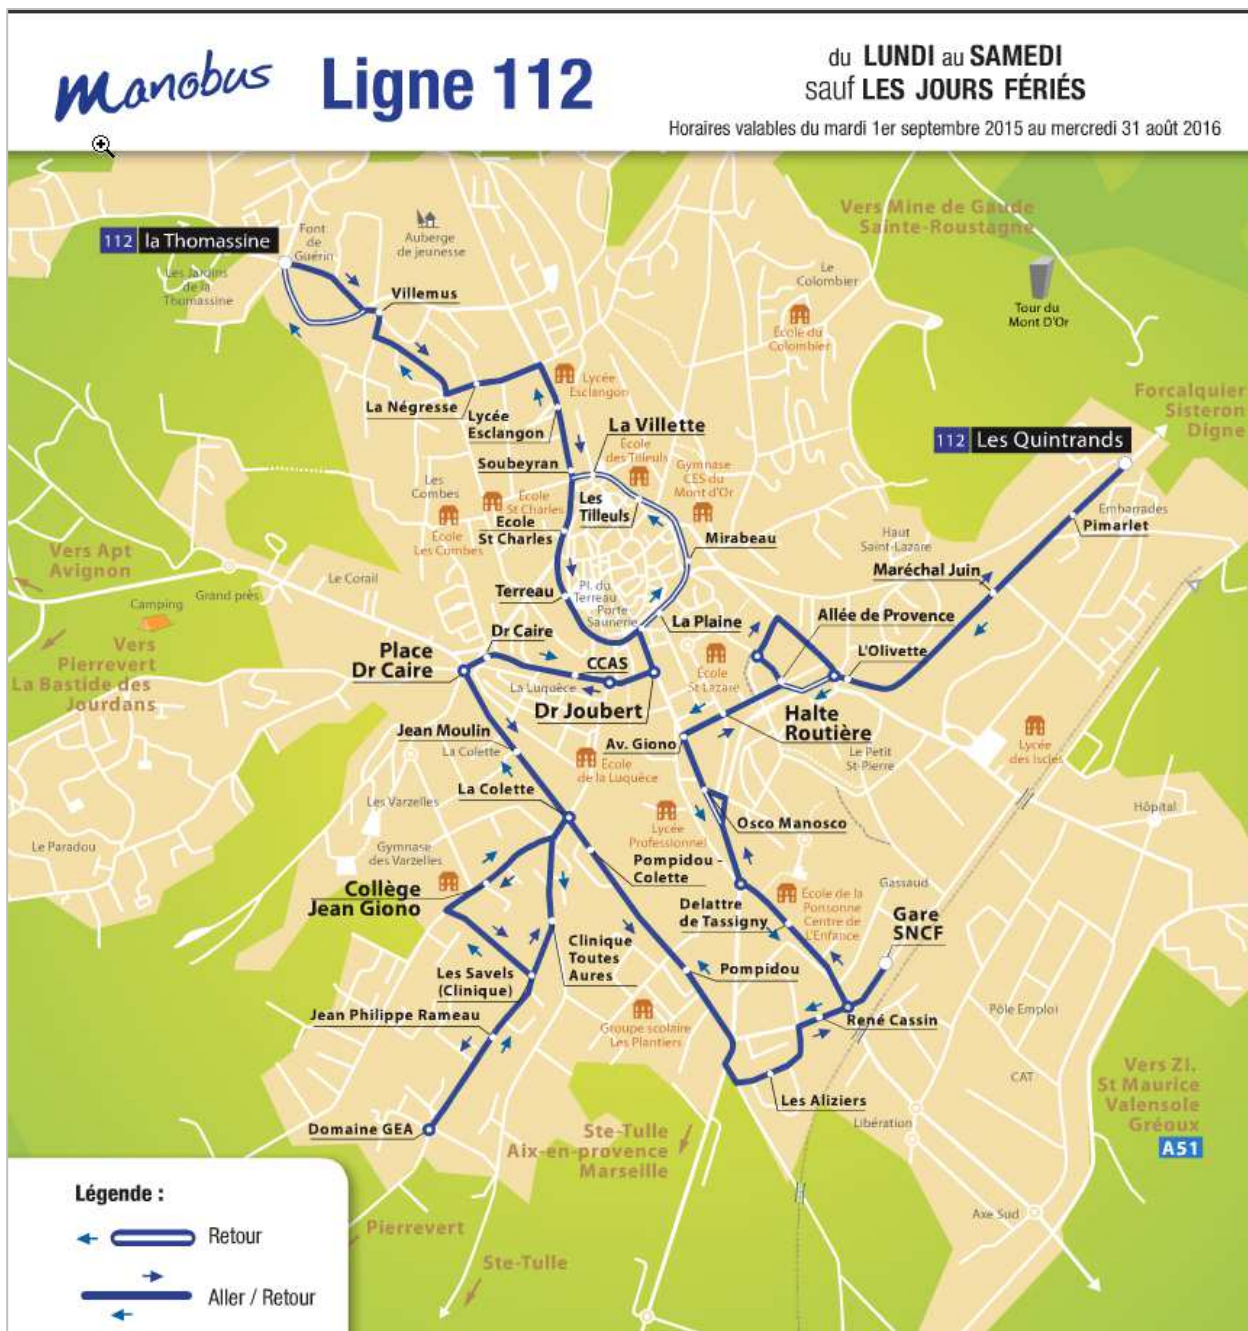 manobus
Ligne 112
du LUNDI au SAMEDI
sauf LES JOURS FÉRIÉS
Horaires valables du mardi 1er septembre 2015 au mercredi 31 août 2016
Vers Mine de Gaude
Sainte-Roustagne
112 la Thomassine
Font
de
Guérin
Auberge
de jeunesse
Les Jardins
de la
Thomassine
Le
Colombier
Tour du
Mont D'Or
Villemus
École du
Colombier
Lycée
Esclangon
Forcalquier
Sisteron
Digne
La Négresse
Lycée
Esclangon
La Villette
École
des Tilleuls
112 Les Quintrands
Soubeyran
Gymnase
CES du
Mont d'Or
Les
Combes
École
St Charles
Les
Tilleuls
Embarrades
Pimarlet
Ecole
St Charles
École
Les Combes
Mirabeau
Haut
Saint-Lazare
Vers Apt
Avignon
Le Corail
Maréchal Juin
Grand près
Camping
Terreau
Pl. du
Terreau
Porte
Saunerie
La Plaine
Allée de Provence
Vers
Pierrevert
La Bastide des
Jourdans
Place
Dr Caire
Dr Caire
CCAS
L'Olivette
La Luquèce
École
St Lazare
Dr Joubert
Halte
Routière
Jean Moulin
La Colette
Av. Giono
Le Petit
St-Pierre
Lycée
des Iscles
École
de la Luquèce
La Colette
Les Varzelles
Hôpital
Osco Manosco
Lycée
Professionnel
Le Paradou
Gymnase
des Varzelles
Pompidou -
Colette
Collège
Jean Giono
Delattre
de Tassigny
École de la
Ponsonne
Centre de
L'Enfance
Gassaud
Gare
SNCF
Clinique
Toutes
Aures
Les Savels
(Clinique)
Pompidou
Jean Philippe Rameau
Groupe scolaire
Les Plantiers
René Cassin
Pôle Emploi
CAT
Vers ZI.
St Maurice
Valensole
Gréoux
A51
Les Aliziers
Domaine GEA
Libération
Ste-Tulle
Aix-en-provence
Marseille
Axe Sud
Pierrevert
Ste-Tulle
Légende :
Retour
Aller / Retour